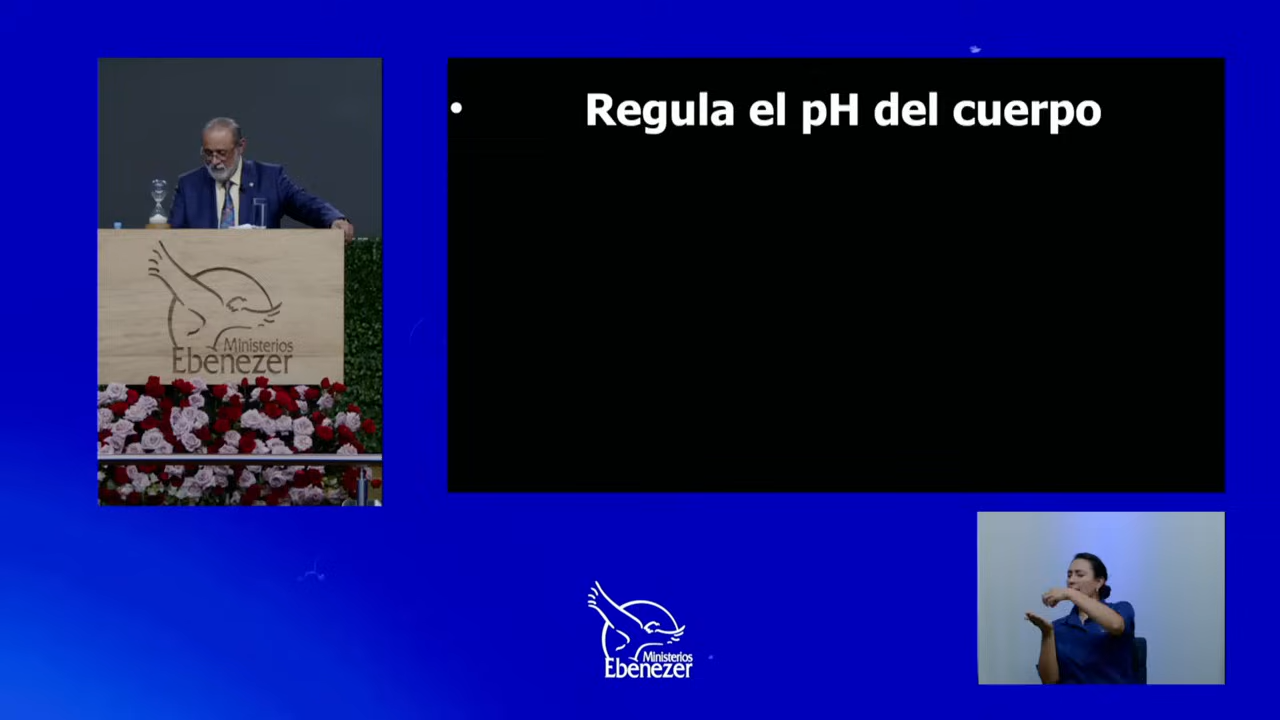 • Regula el pH del cuerpo
Ministerios
Ebenezer
Ministerios
Ebenezer